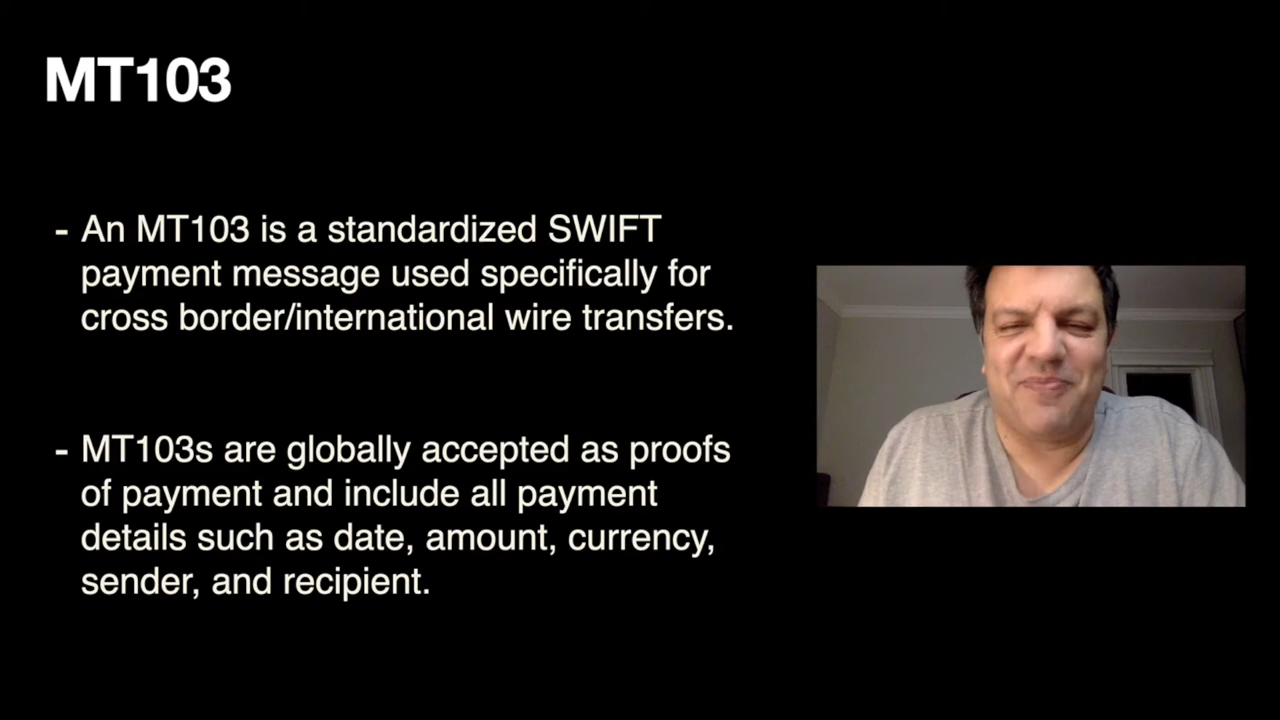 MT103
- An MT103 is a standardized SWIFT
payment message used specifically for
cross border/international wire transfers.
- MT103s are globally accepted as proofs
of payment and include all payment
details such as date, amount, currency,
sender, and recipient.